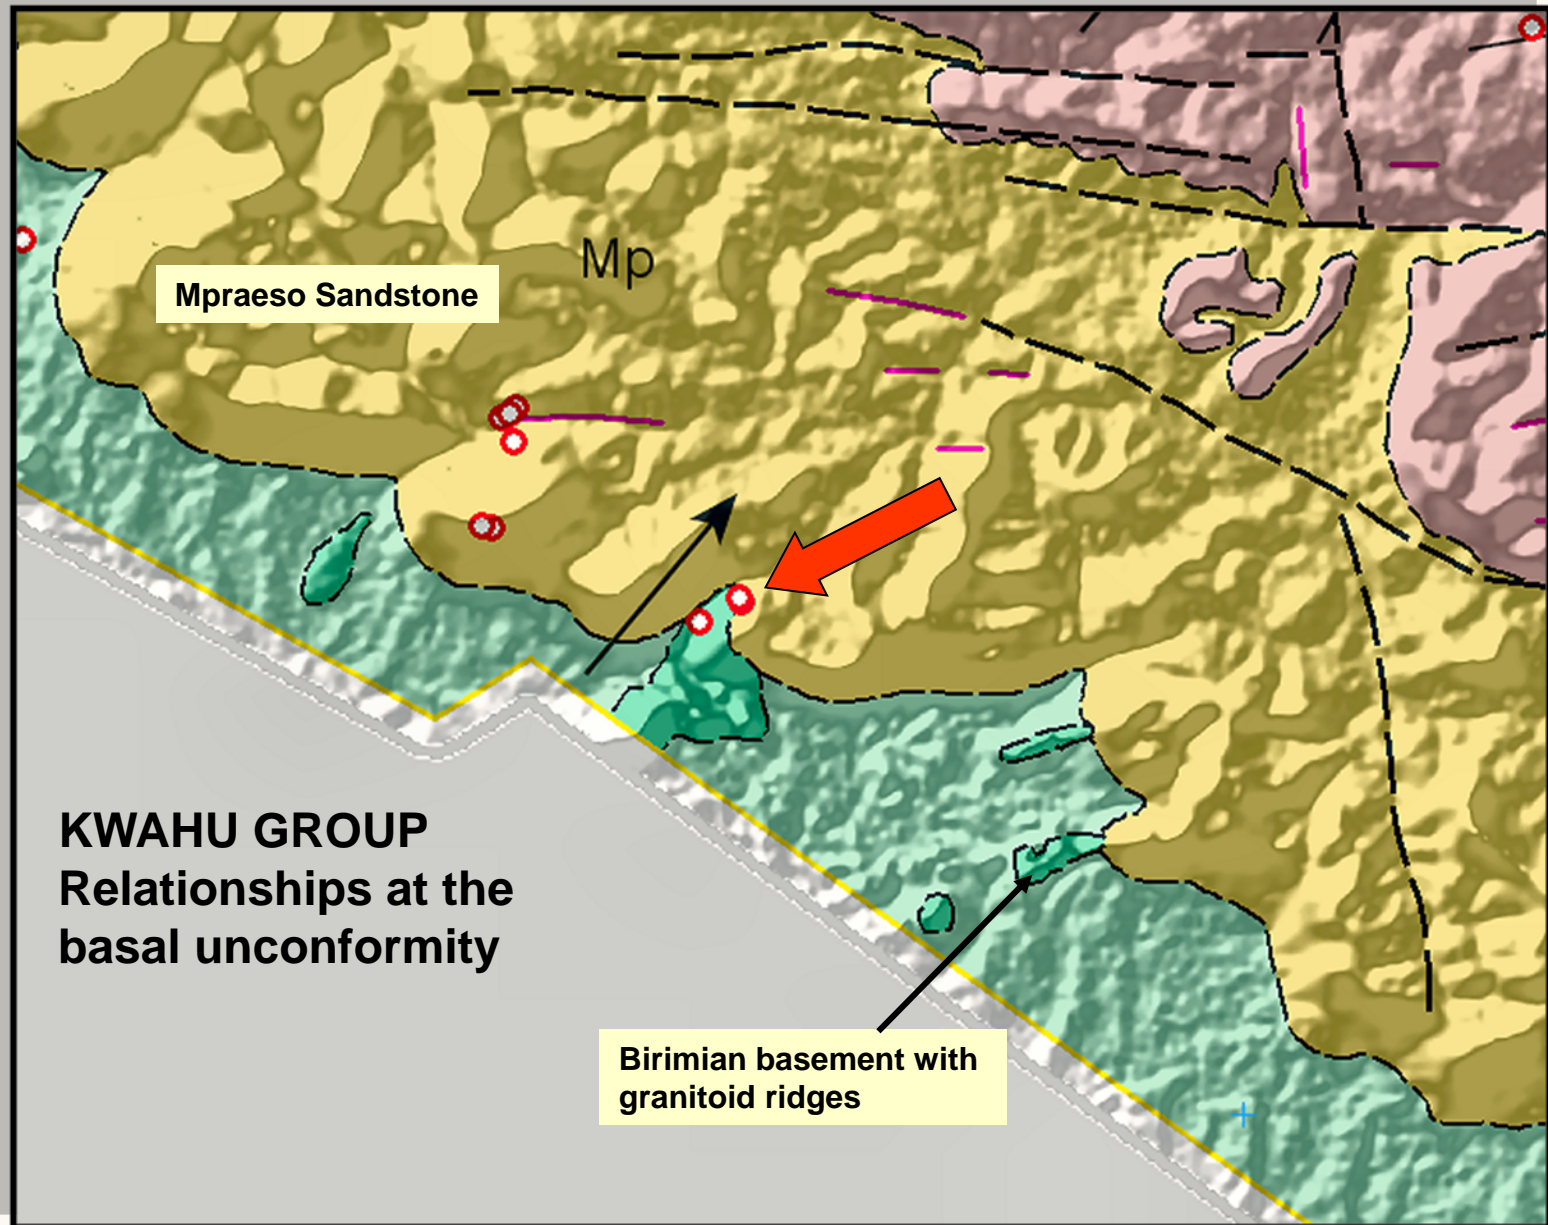 Mp
Mpraeso Sandstone
KWAHU GROUP
Relationships at the
basal unconformity
Birimian basement with
granitoid ridges